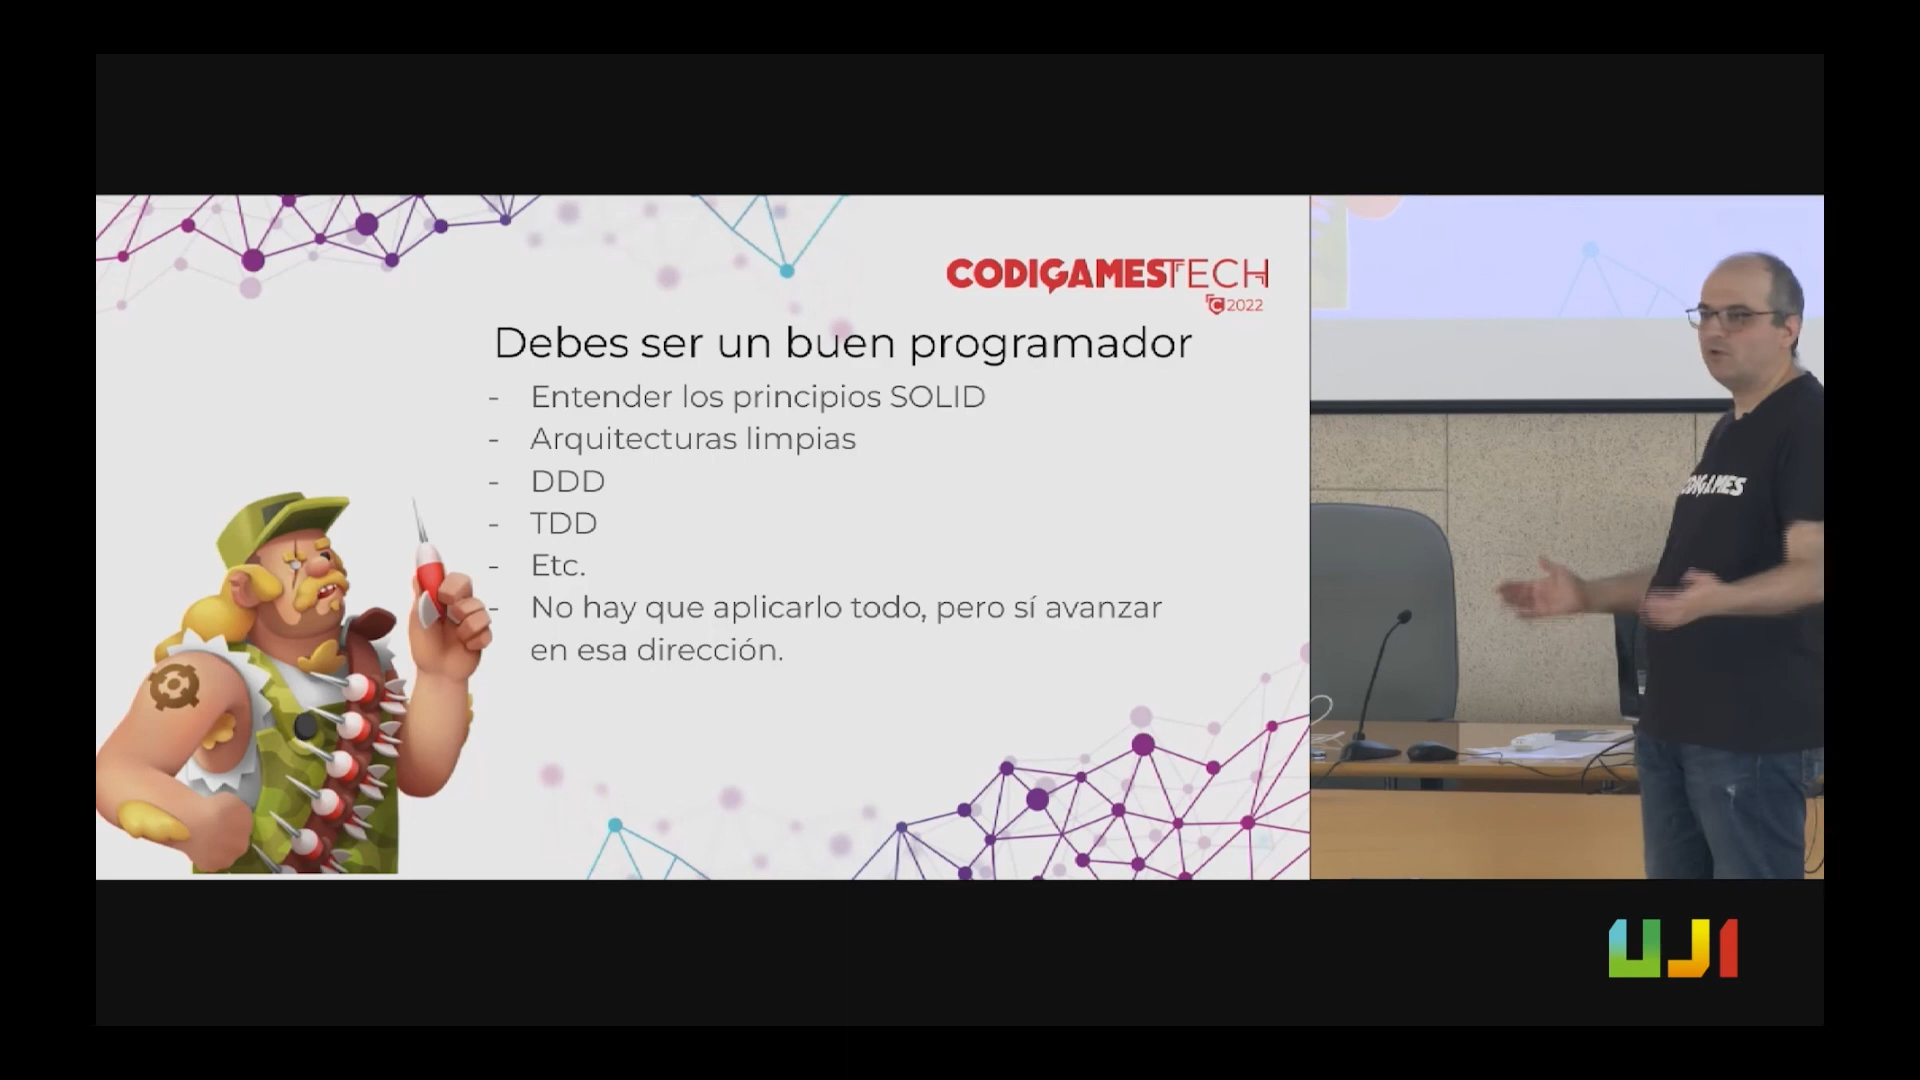 CODIGAMESTECH
C 2022
Debes ser un buen programador
- Entender los principios SOLID
- Arquitecturas limpias
- DDD
- TDD
- Etc.
- No hay que aplicarlo todo, pero sí avanzar
en esa dirección.
CODIGAMES
UJI